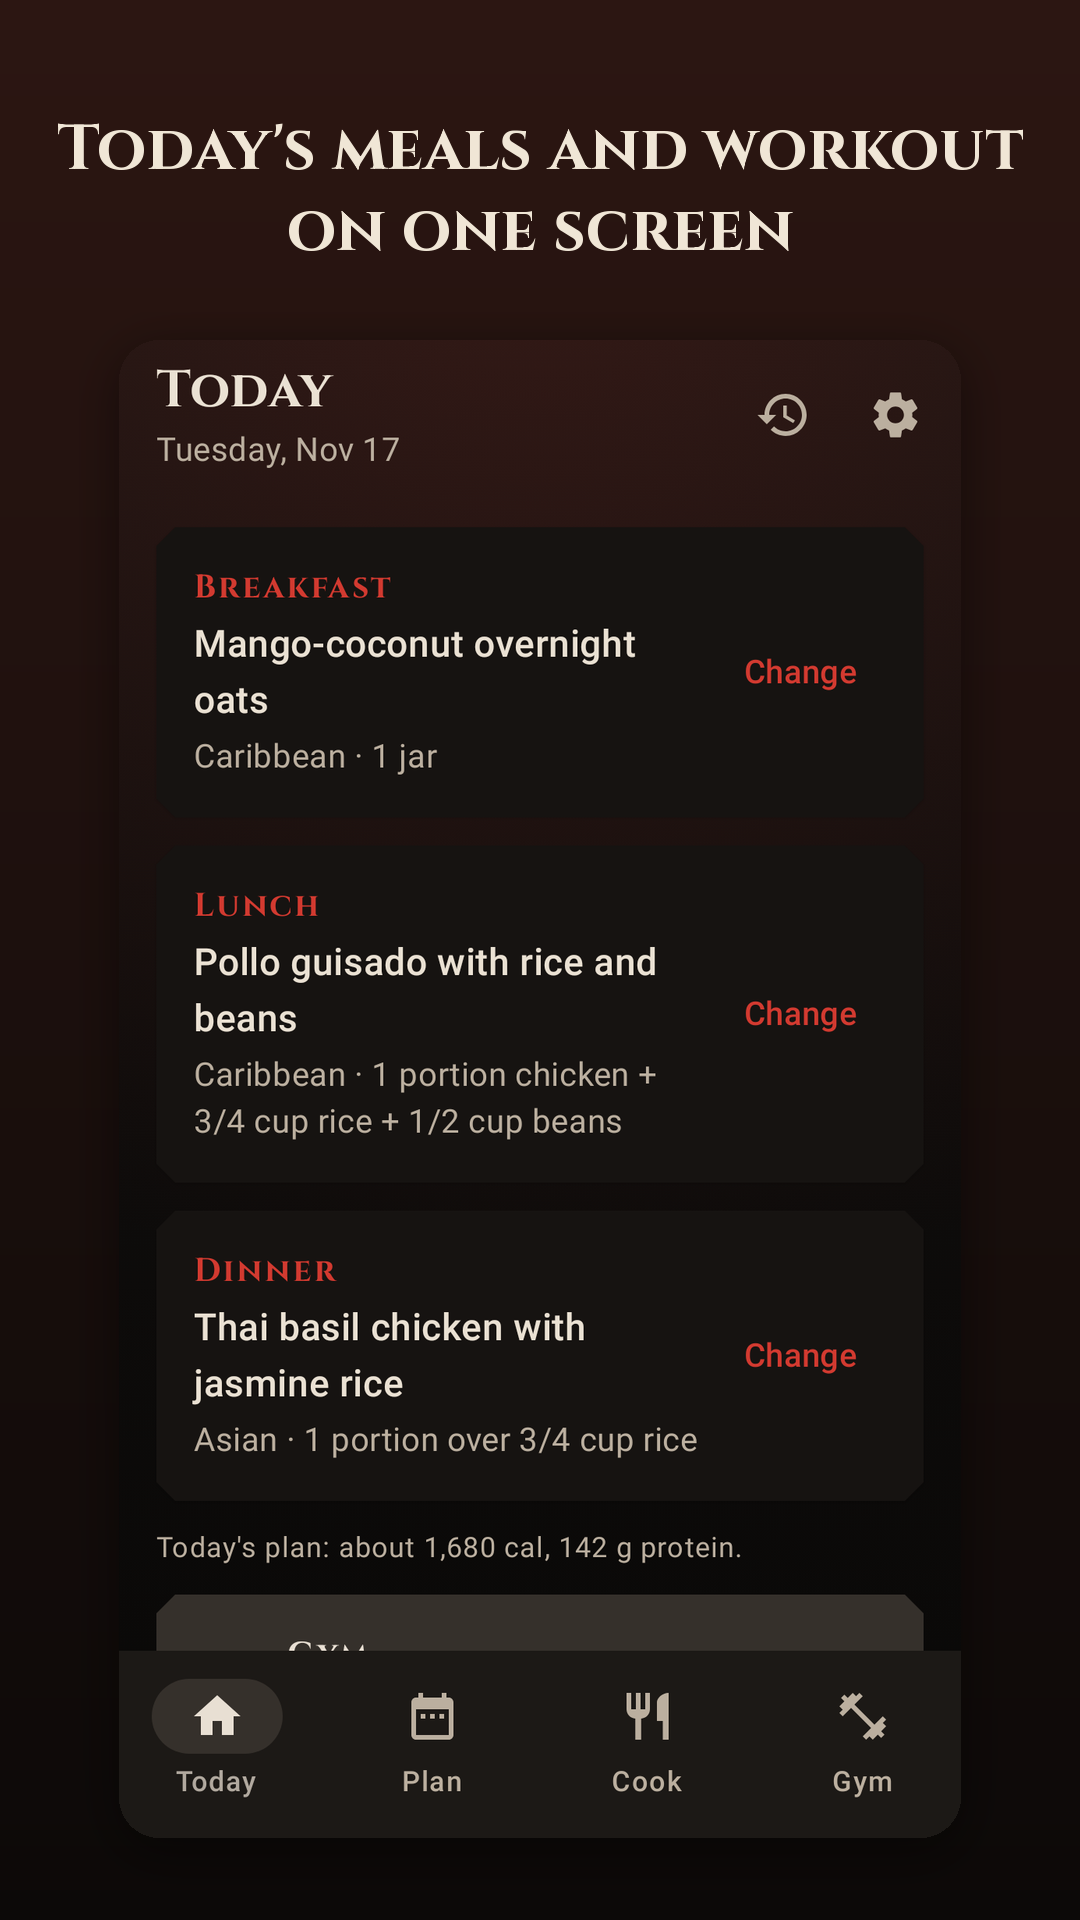 Today's meals and workout
on one screen
Today
Tuesday, Nov 17
Breakfast
Mango-coconut overnight
oats
Change
Caribbean · 1 jar
Lunch
Pollo guisado with rice and
beans
Change
Caribbean · 1 portion chicken +
3/4 cup rice + 1/2 cup beans
Dinner
Thai basil chicken with
jasmine rice
Change
Asian · 1 portion over 3/4 cup rice
Today's plan: about 1,680 cal, 142 g protein.
Gym
Today
Plan
Cook
Gym